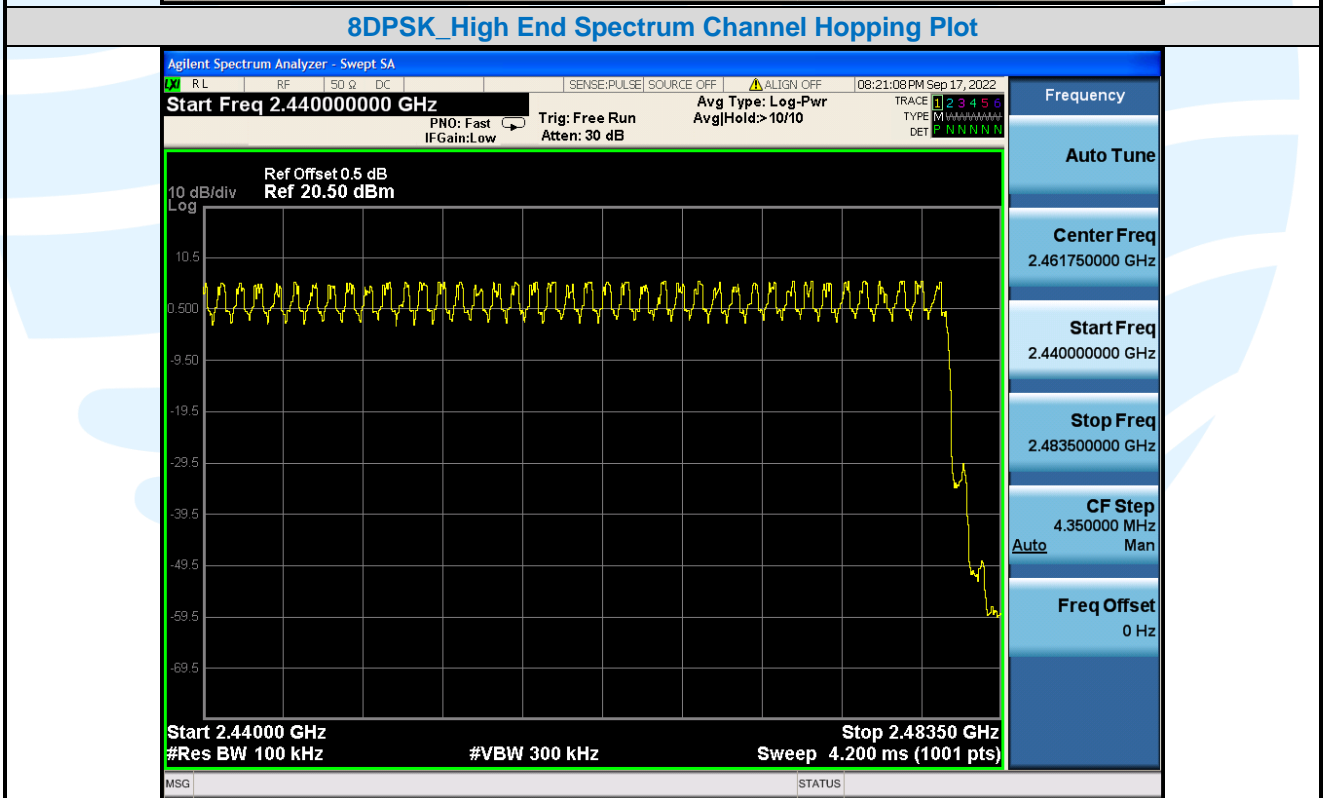 8DPSK_High End Spectrum Channel Hopping Plot
Agilent Spectrum Analyzer - Swept SA
LXI RL RF 50 Ω DC SENSE:PULSE SOURCE OFF ALIGN OFF 08:21:08 PM Sep 17, 2022
Start Freq 2.440000000 GHz
PNO: Fast
IFGain:Low
Trig: Free Run
Atten: 30 dB
Avg Type: Log-Pwr
Avg|Hold:>10/10
TRACE 1 2 3 4 5 6
TYPE M WWWWW
DET P N N N N N
Ref Offset 0.5 dB
10 dB/div Ref 20.50 dBm
Log
10.5
0.500
-9.50
-19.5
-29.5
-39.5
-49.5
-59.5
-69.5
Start 2.44000 GHz Stop 2.48350 GHz
#Res BW 100 kHz #VBW 300 kHz Sweep 4.200 ms (1001 pts)
MSG STATUS
Frequency
Auto Tune
Center Freq
2.461750000 GHz
Start Freq
2.440000000 GHz
Stop Freq
2.483500000 GHz
CF Step
4.350000 MHz
Auto Man
Freq Offset
0 Hz